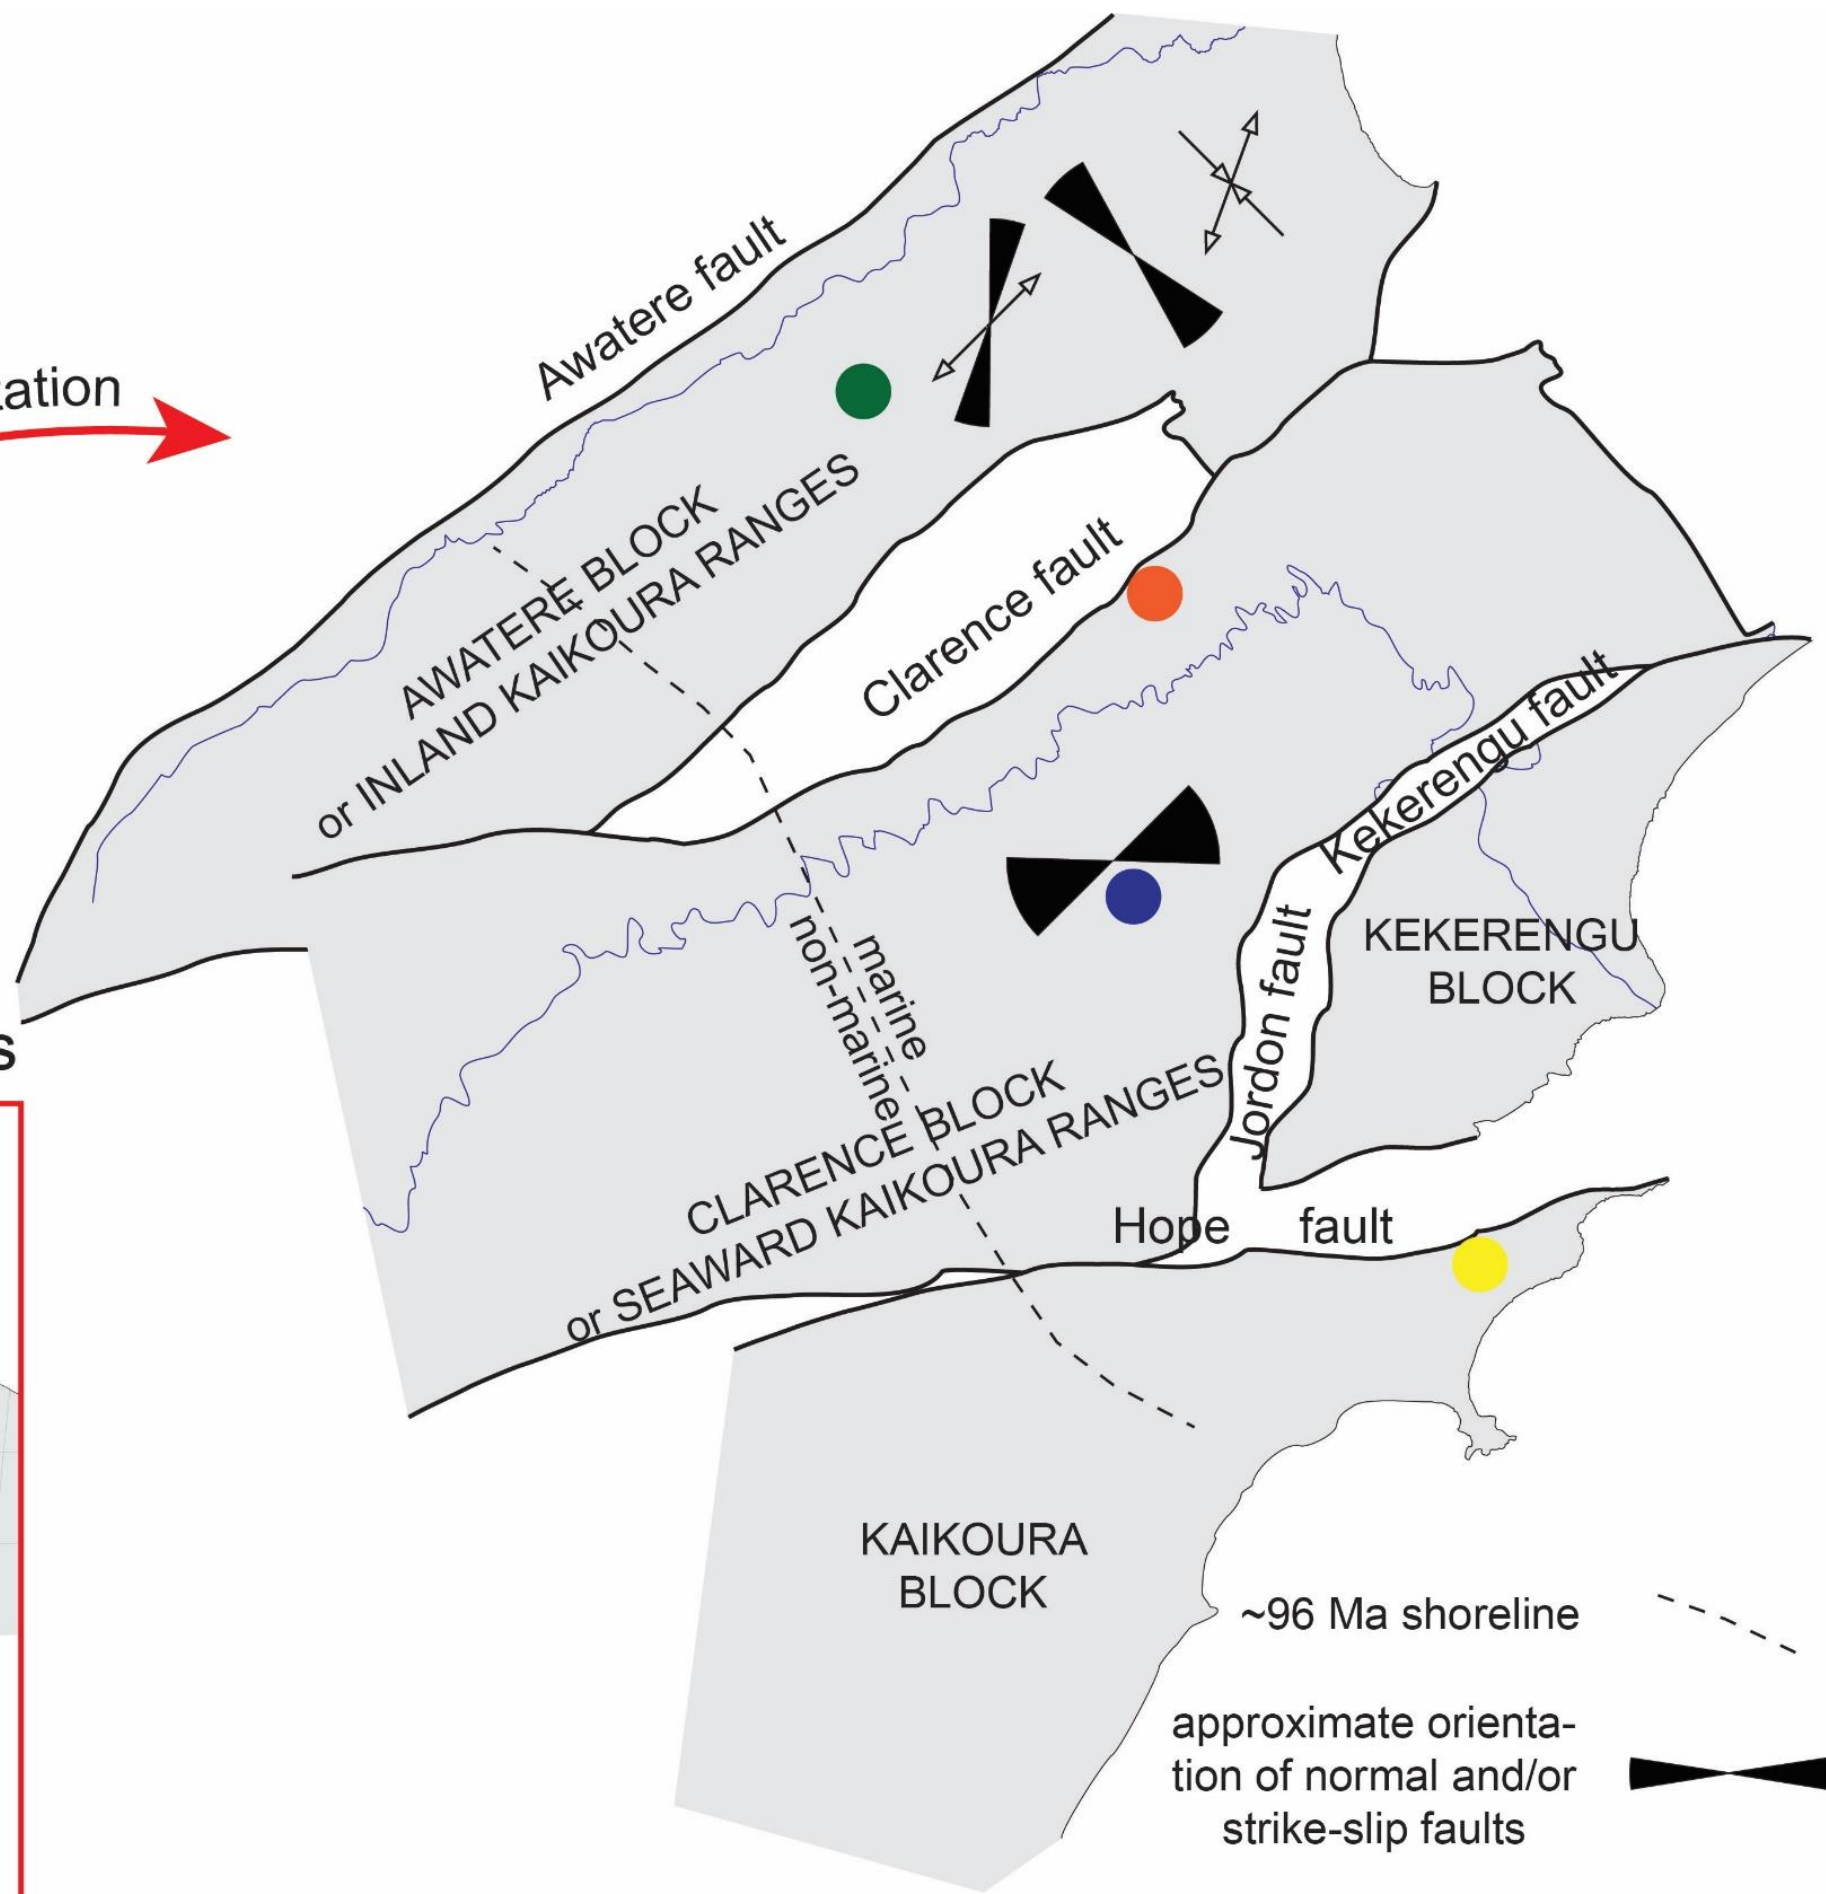 tation
Awatere fault
AWATERE BLOCK
or INLAND KAIKOURA RANGES
Clarence fault
Kekerengu fault
KEKERENGU
BLOCK
Jordon fault
marine
non-marine
CLARENCE BLOCK
or SEAWARD KAIKOURA RANGES
Hope fault
s
KAIKOURA
BLOCK
~96 Ma shoreline
approximate orienta-
tion of normal and/or
strike-slip faults